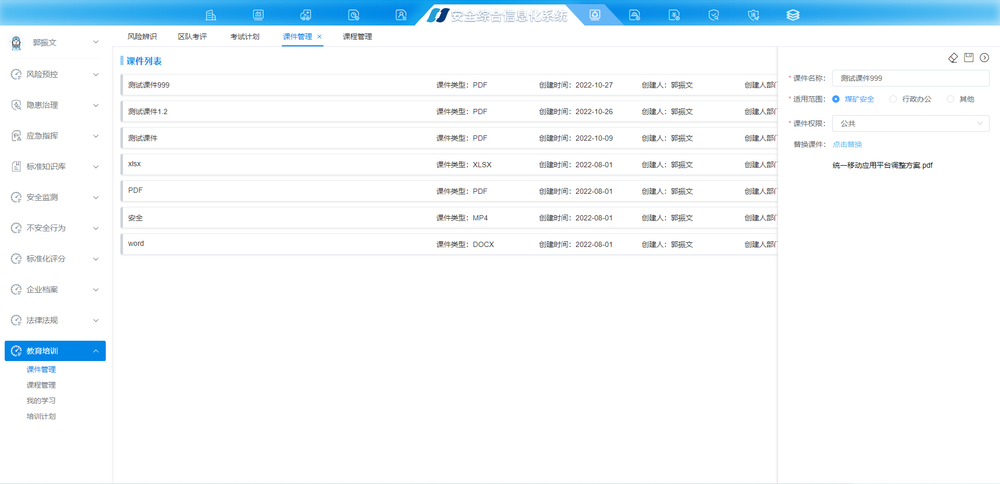 安全综合信息化系统
郭振文
风险预控
隐患治理
应急指挥
标准知识库
安全监测
不安全行为
标准化评分
企业档案
法律法规
教育培训
课件管理
课程管理
我的学习
培训计划
风险辨识 区队考评 考试计划 课件管理 × 课程管理
课件列表
测试课件999 课件类型：PDF 创建时间：2022-10-27 创建人：郭振文 创建人部门
测试课件1.2 课件类型：PDF 创建时间：2022-10-26 创建人：郭振文 创建人部门
测试课件 课件类型：PDF 创建时间：2022-10-09 创建人：郭振文 创建人部门
xlsx 课件类型：XLSX 创建时间：2022-08-01 创建人：郭振文 创建人部门
PDF 课件类型：PDF 创建时间：2022-08-01 创建人：郭振文 创建人部门
安全 课件类型：MP4 创建时间：2022-08-01 创建人：郭振文 创建人部门
word 课件类型：DOCX 创建时间：2022-08-01 创建人：郭振文 创建人部门
* 课件名称： 测试课件999
* 适用范围： 煤矿安全 行政办公 其他
* 课件权限： 公共
替换课件： 点击替换
统一移动应用平台调整方案.pdf